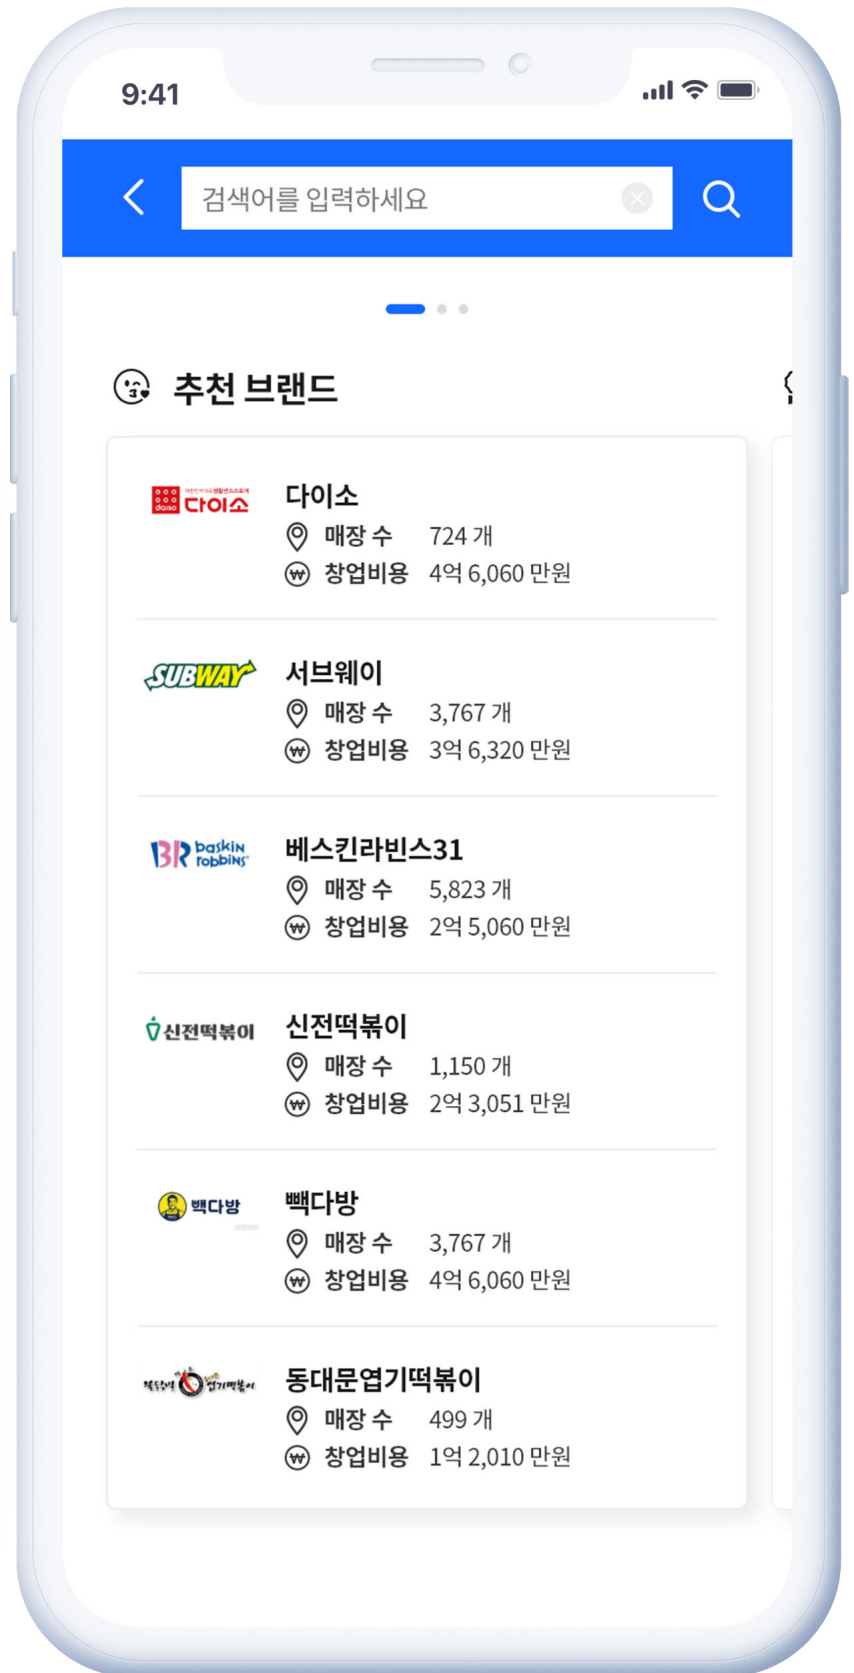 9:41
검색어를 입력하세요
추천 브랜드
daiso 다이소
다이소
매장 수 724 개
창업비용 4억 6,060 만원
SUBWAY
서브웨이
매장 수 3,767 개
창업비용 3억 6,320 만원
BR baskin
robbins
베스킨라빈스31
매장 수 5,823 개
창업비용 2억 5,060 만원
신전떡볶이
신전떡볶이
매장 수 1,150 개
창업비용 2억 3,051 만원
빽다방
빽다방
매장 수 3,767 개
창업비용 4억 6,060 만원
엽기떡볶이
동대문엽기떡볶이
매장 수 499 개
창업비용 1억 2,010 만원